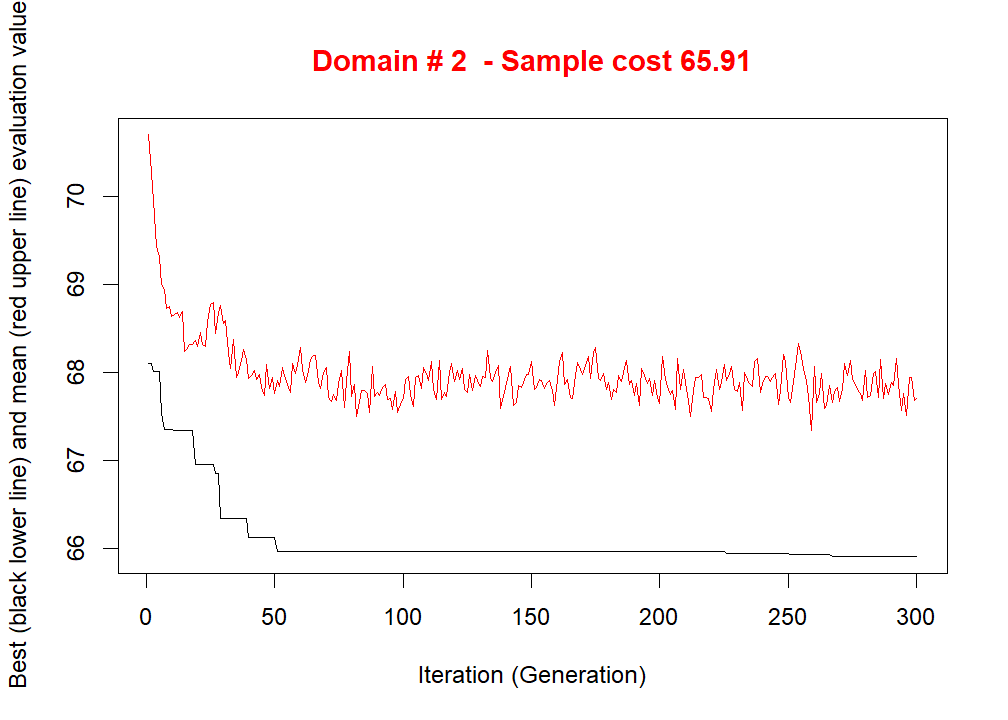 Domain # 2  - Sample cost 65.91
Best (black lower line) and mean (red upper line) evaluation value
70
69
68
67
66
0 50 100 150 200 250 300
Iteration (Generation)